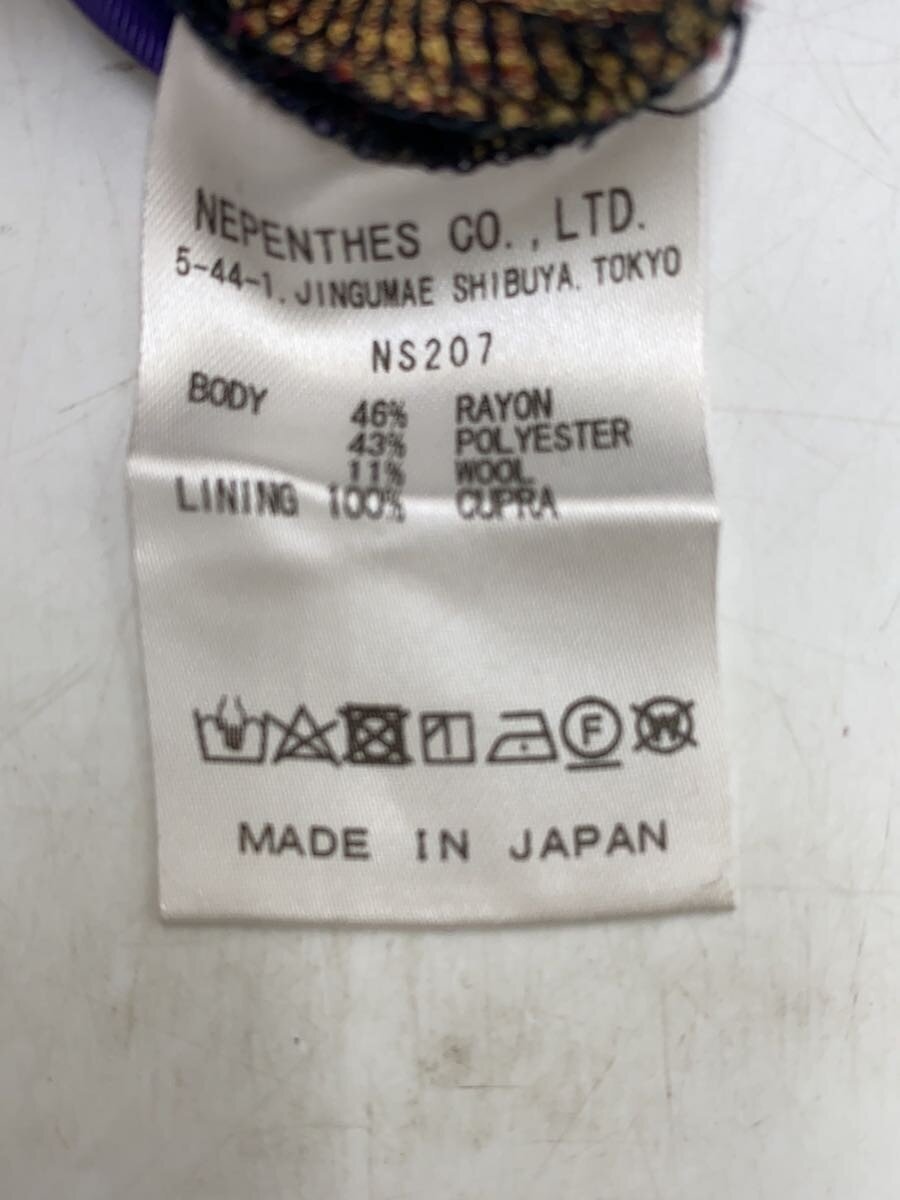 NEPENTHES CO., LTD.
5-44-1. JINGUMAE SHIBUYA. TOKYO
NS207
BODY 46% RAYON
43% POLYESTER
11% WOOL
LINING 100% CUPRA
F W
MADE IN JAPAN